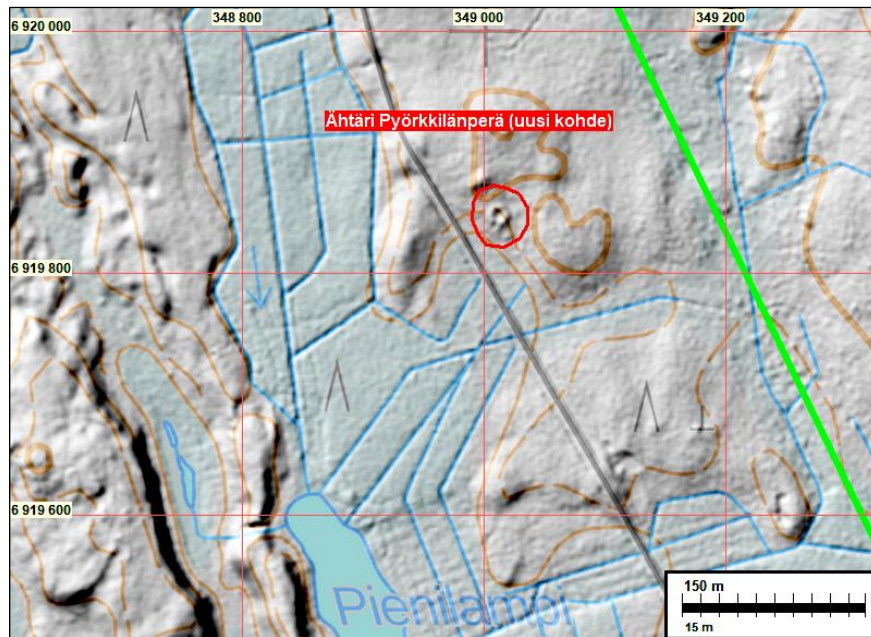 6 920 000
348 800
349 000
349 200
Ähtäri Pyörkkilänperä (uusi kohde)
6 919 800
6 919 600
Pienilampi
150 m
15 m